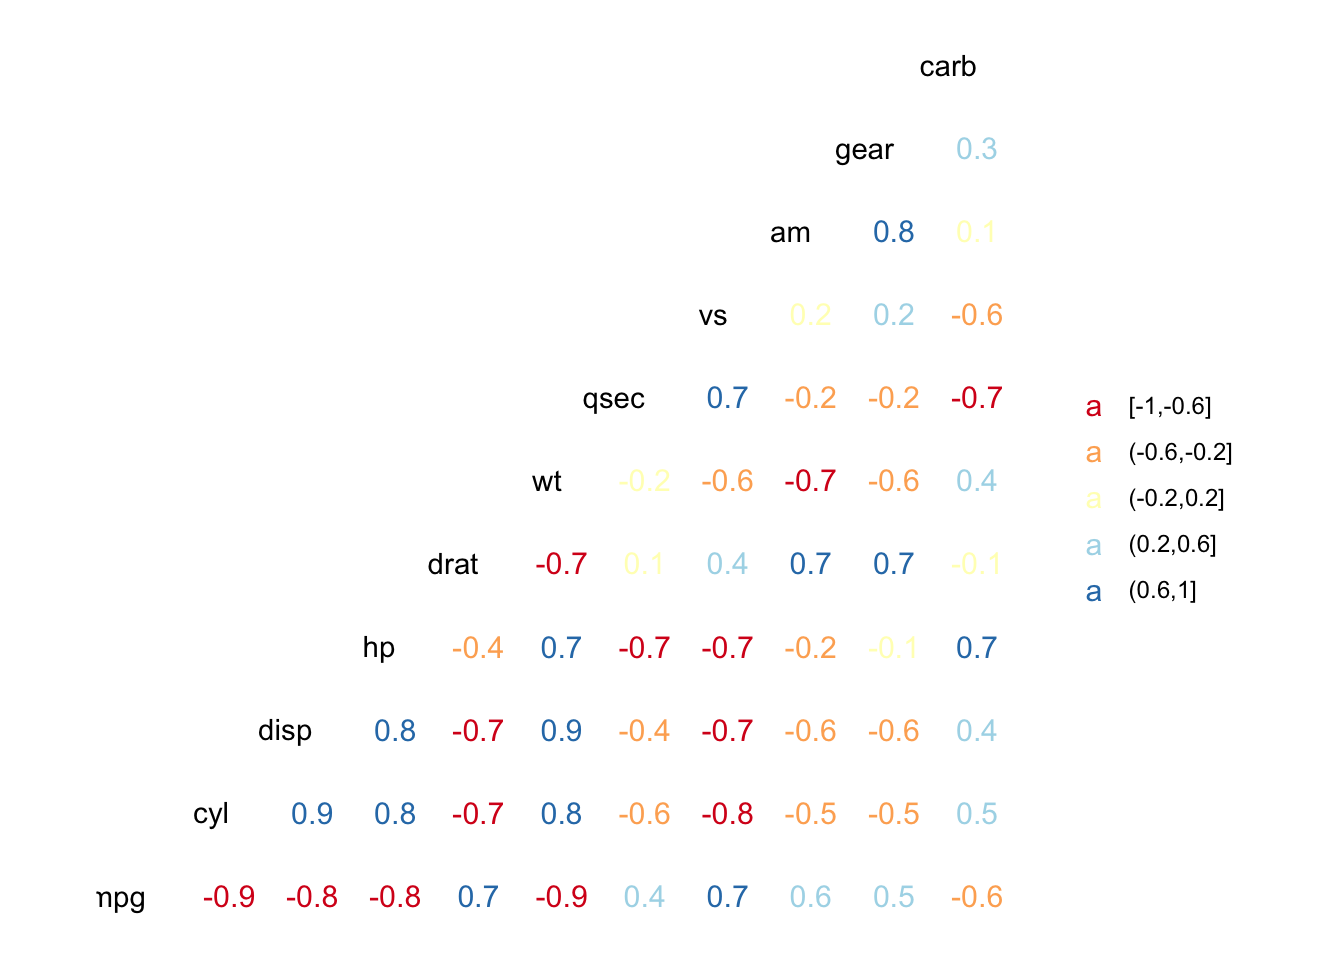 carb
gear 0.3
am 0.8 0.1
vs 0.2 0.2 -0.6
qsec 0.7 -0.2 -0.2 -0.7
wt -0.2 -0.6 -0.7 -0.6 0.4
drat -0.7 0.1 0.4 0.7 0.7 -0.1
hp -0.4 0.7 -0.7 -0.7 -0.2 -0.1 0.7
disp 0.8 -0.7 0.9 -0.4 -0.7 -0.6 -0.6 0.4
cyl 0.9 0.8 -0.7 0.8 -0.6 -0.8 -0.5 -0.5 0.5
mpg -0.9 -0.8 -0.8 0.7 -0.9 0.4 0.7 0.6 0.5 -0.6
a [-1,-0.6]
a (-0.6,-0.2]
a (-0.2,0.2]
a (0.2,0.6]
a (0.6,1]